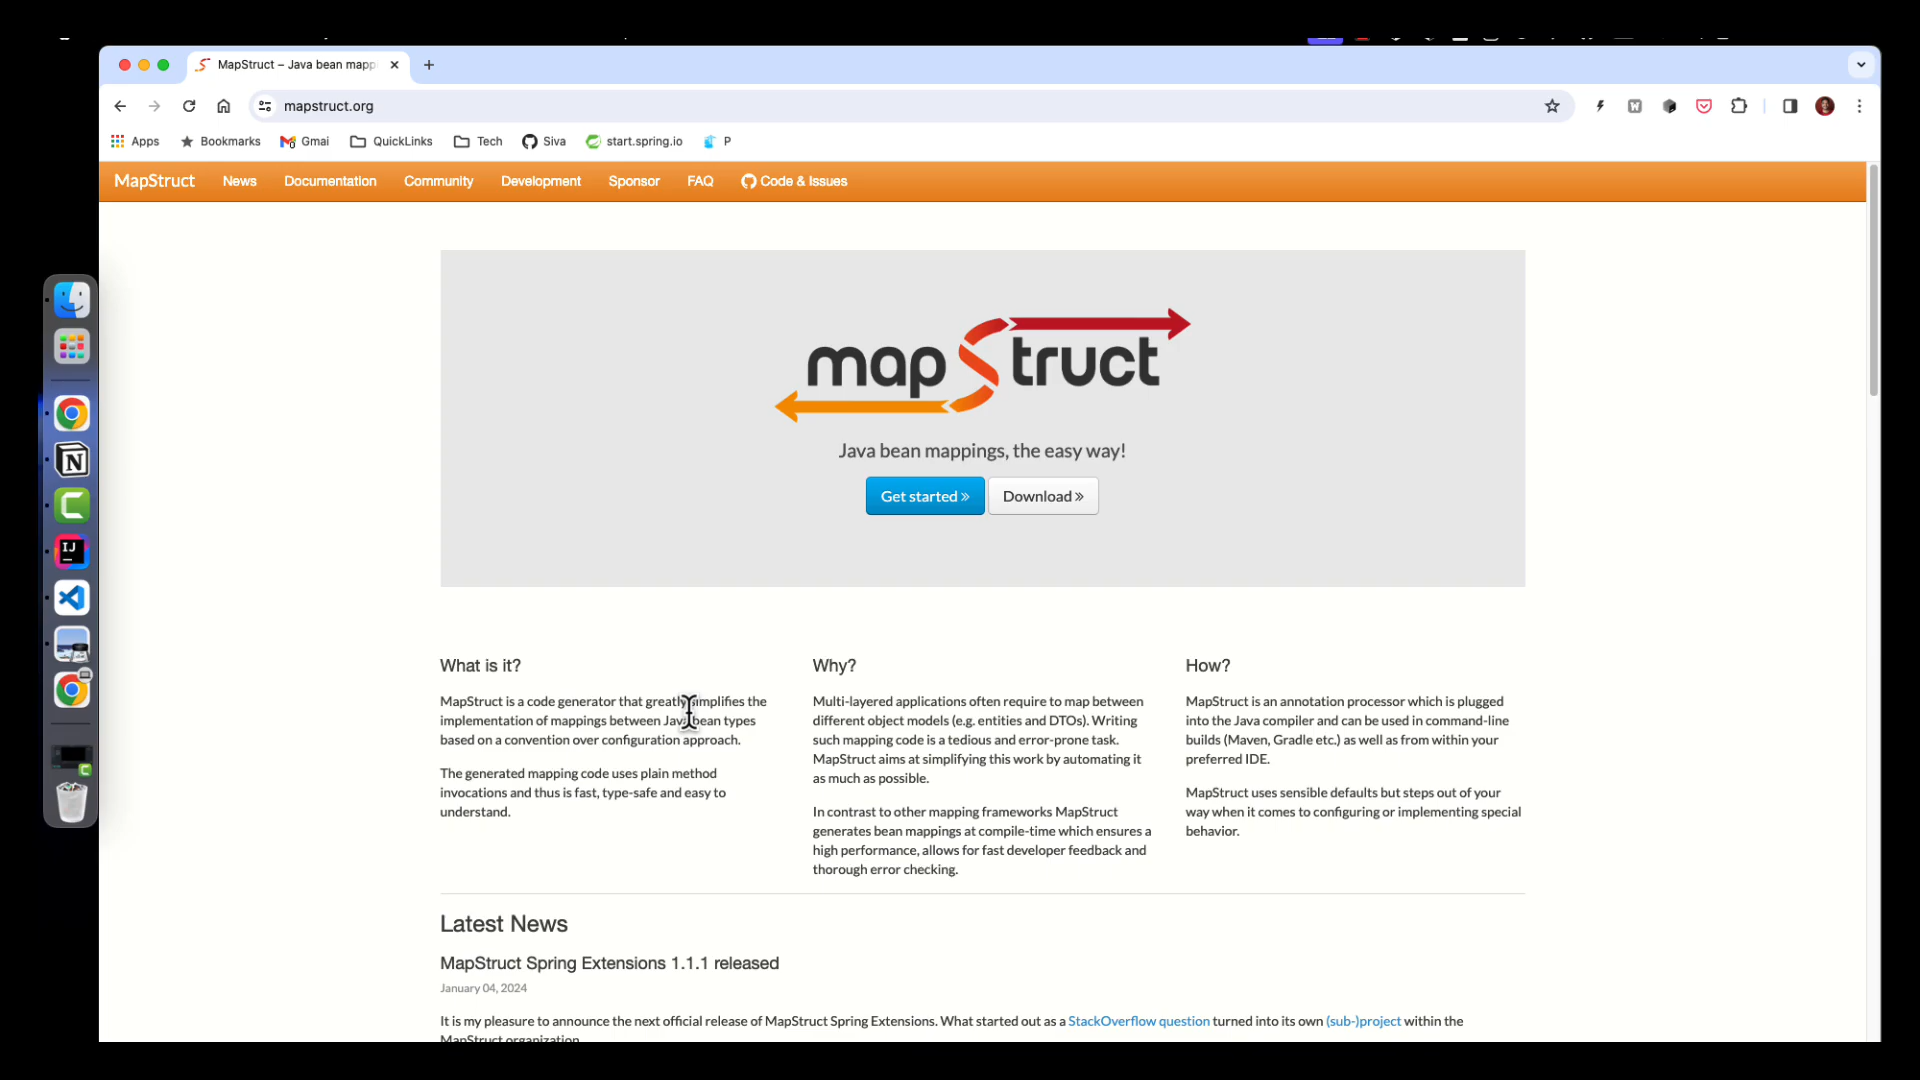 MapStruct – Java bean mapp
mapstruct.org
Apps Bookmarks Gmai QuickLinks Tech Siva start.spring.io P
MapStruct News Documentation Community Development Sponsor FAQ Code & Issues
mapStruct
Java bean mappings, the easy way!
Get started » Download »
What is it?
MapStruct is a code generator that greatly simplifies the
implementation of mappings between Java bean types
based on a convention over configuration approach.
The generated mapping code uses plain method
invocations and thus is fast, type-safe and easy to
understand.
Why?
Multi-layered applications often require to map between
different object models (e.g. entities and DTOs). Writing
such mapping code is a tedious and error-prone task.
MapStruct aims at simplifying this work by automating it
as much as possible.
In contrast to other mapping frameworks MapStruct
generates bean mappings at compile-time which ensures a
high performance, allows for fast developer feedback and
thorough error checking.
How?
MapStruct is an annotation processor which is plugged
into the Java compiler and can be used in command-line
builds (Maven, Gradle etc.) as well as from within your
preferred IDE.
MapStruct uses sensible defaults but steps out of your
way when it comes to configuring or implementing special
behavior.
Latest News
MapStruct Spring Extensions 1.1.1 released
January 04, 2024
It is my pleasure to announce the next official release of MapStruct Spring Extensions. What started out as a StackOverflow question turned into its own (sub-)project within the
MapStruct organization.